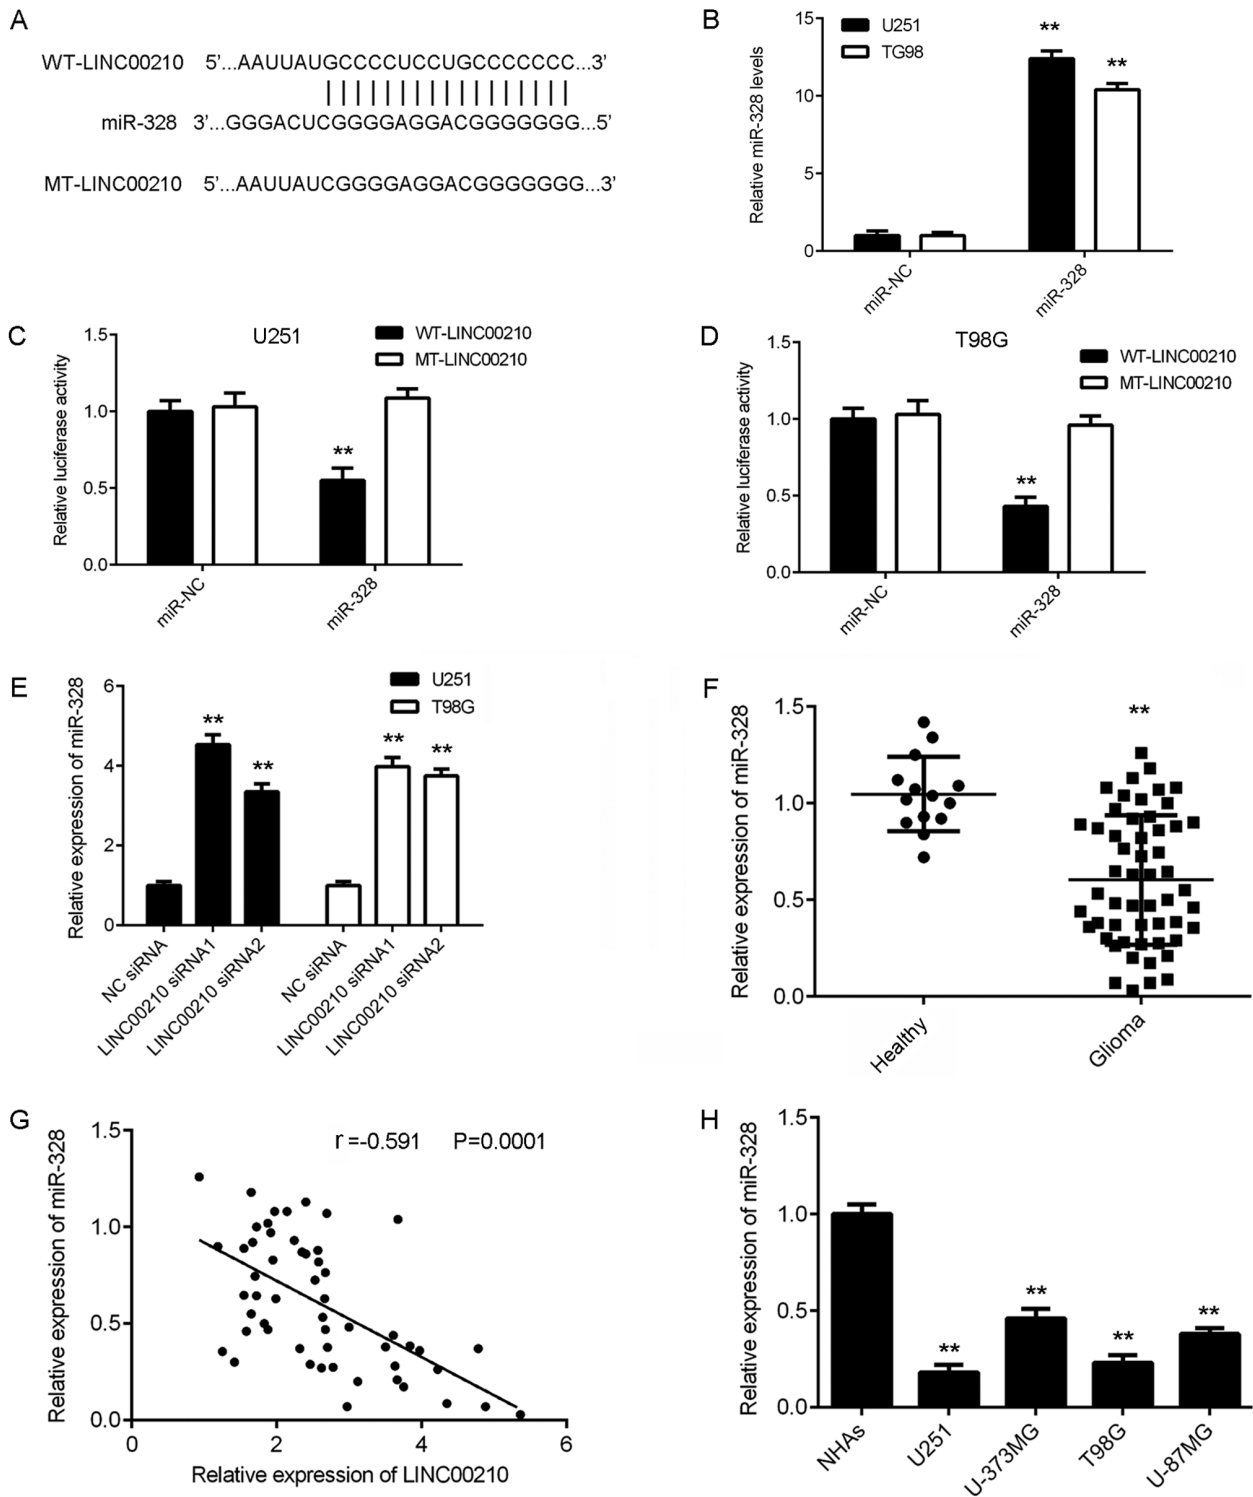 A
WT-LINC00210 5’...AAUUAUGCCCCUCCUGCCCCCCC...3’
miR-328 3’...GGGACUCGGGGAGGACGGGGGGG...5’
MT-LINC00210 5’...AAUUAUCGGGGAGGACGGGGGGG...3’
B
U251
TG98
Relative miR-328 levels
15
10
5
0
**
**
miR-NC
miR-328
C
U251
WT-LINC00210
MT-LINC00210
Relative luciferase activity
1.5
1.0
0.5
0.0
**
miR-NC
miR-328
D
T98G
WT-LINC00210
MT-LINC00210
Relative luciferase activity
1.5
1.0
0.5
0.0
**
miR-NC
miR-328
E
U251
T98G
Relative expression of miR-328
6
4
2
0
**
**
**
**
NC siRNA
LINC00210 siRNA1
LINC00210 siRNA2
NC siRNA
LINC00210 siRNA1
LINC00210 siRNA2
F
Relative expression of miR-328
1.5
1.0
0.5
0.0
**
Healthy
Glioma
G
r =-0.591 P=0.0001
Relative expression of miR-328
1.5
1.0
0.5
0.0
0 2 4 6
Relative expression of LINC00210
H
Relative expression of miR-328
1.5
1.0
0.5
0.0
**
**
**
**
NHAs
U251
U-373MG
T98G
U-87MG